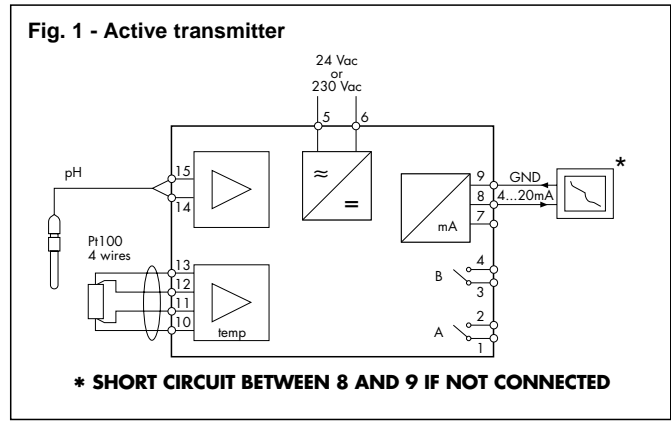 Fig. 1 - Active transmitter
24 Vac
or
230 Vac
5
6
pH
15
14
≈
=
9
GND
*
8
4...20mA
7
mA
Pt100
4 wires
13
12
11
10
temp
4
B
3
2
A
1
* SHORT CIRCUIT BETWEEN 8 AND 9 IF NOT CONNECTED